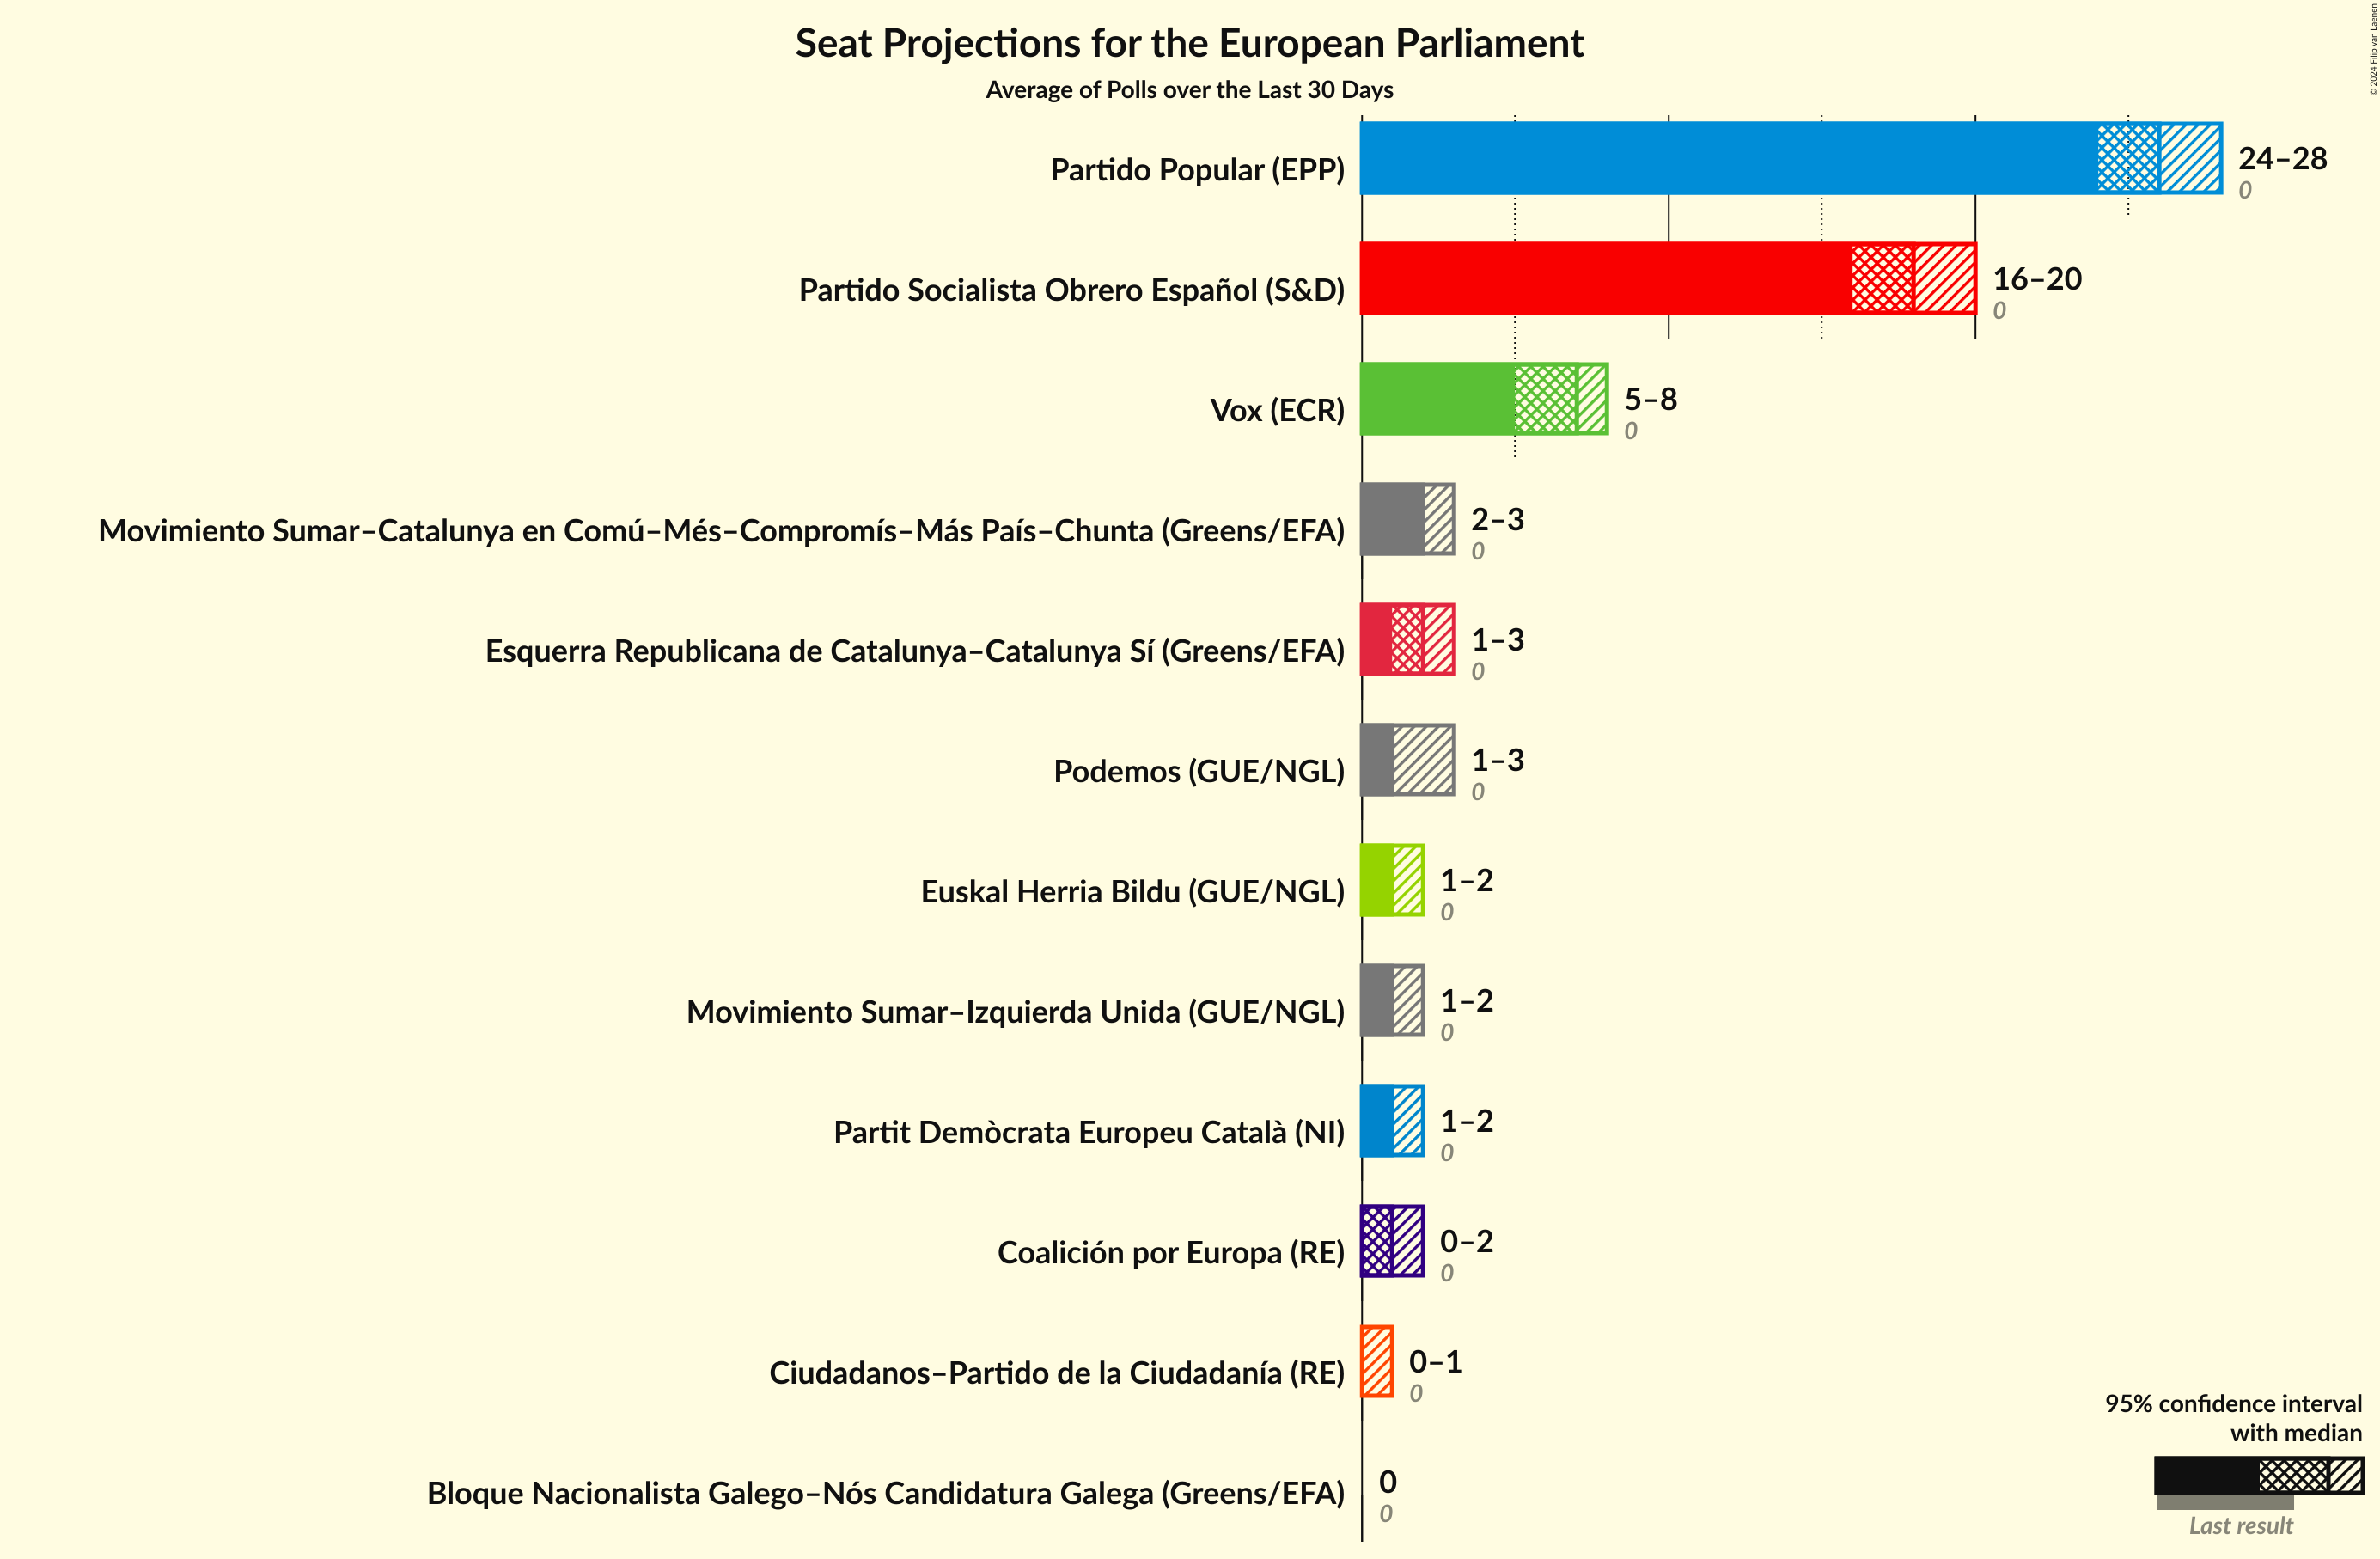 Seat Projections for the European Parliament
Average of Polls over the Last 30 Days
© 2024 Filip van Laenen
Partido Popular (EPP)
24–28
0
Partido Socialista Obrero Español (S&D)
16–20
0
Vox (ECR)
5–8
0
Movimiento Sumar–Catalunya en Comú–Més–Compromís–Más País–Chunta (Greens/EFA)
2–3
0
Esquerra Republicana de Catalunya–Catalunya Sí (Greens/EFA)
1–3
0
Podemos (GUE/NGL)
1–3
0
Euskal Herria Bildu (GUE/NGL)
1–2
0
Movimiento Sumar–Izquierda Unida (GUE/NGL)
1–2
0
Partit Demòcrata Europeu Català (NI)
1–2
0
Coalición por Europa (RE)
0–2
0
Ciudadanos–Partido de la Ciudadanía (RE)
0–1
0
Bloque Nacionalista Galego–Nós Candidatura Galega (Greens/EFA)
0
0
95% confidence interval
with median
Last result